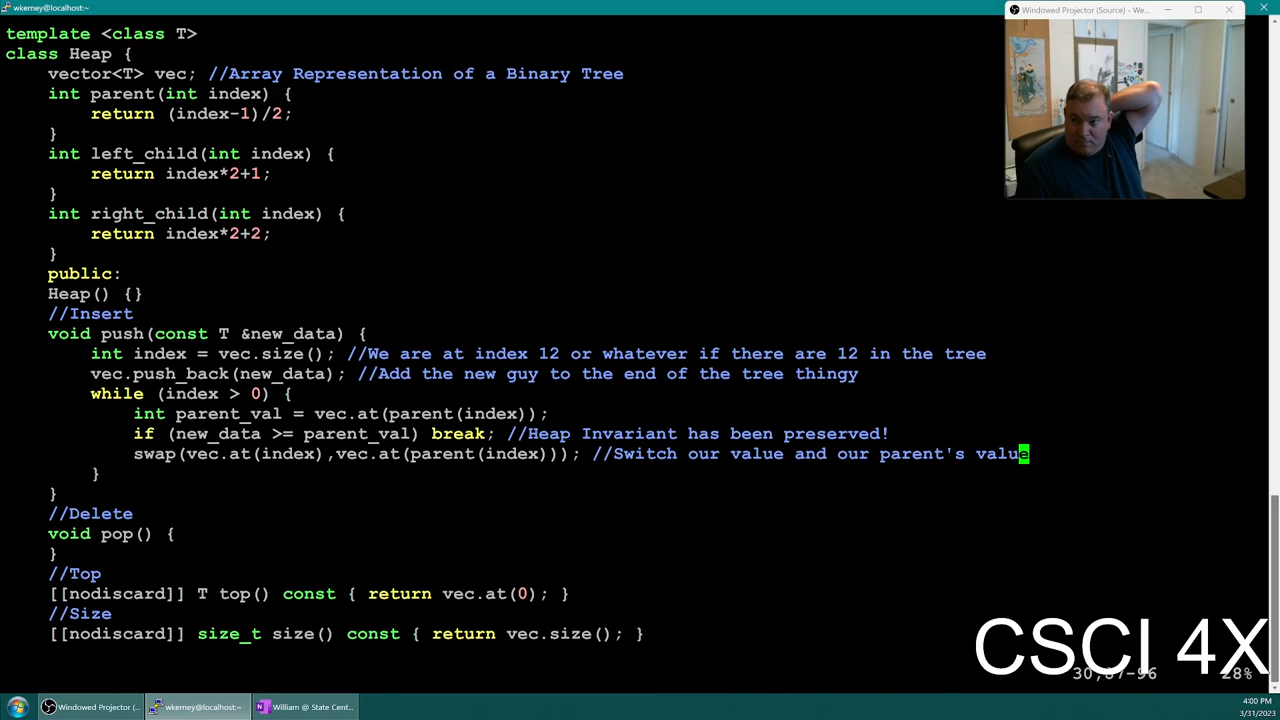 wkerney@localhost:~
Windowed Projector (Source) - We...
template <class T>
class Heap {
    vector<T> vec; //Array Representation of a Binary Tree
    int parent(int index) {
        return (index-1)/2;
    }
    int left_child(int index) {
        return index*2+1;
    }
    int right_child(int index) {
        return index*2+2;
    }
    public:
    Heap() {}
    //Insert
    void push(const T &new_data) {
        int index = vec.size(); //We are at index 12 or whatever if there are 12 in the tree
        vec.push_back(new_data); //Add the new guy to the end of the tree thingy
        while (index > 0) {
            int parent_val = vec.at(parent(index));
            if (new_data >= parent_val) break; //Heap Invariant has been preserved!
            swap(vec.at(index),vec.at(parent(index))); //Switch our value and our parent's value
        }
    }
    //Delete
    void pop() {
    }
    //Top
    [[nodiscard]] T top() const { return vec.at(0); }
    //Size
    [[nodiscard]] size_t size() const { return vec.size(); }
CSCI 4X
28%
Windowed Projector (...
wkerney@localhost:~
William @ State Cent...
4:00 PM
3/31/2023